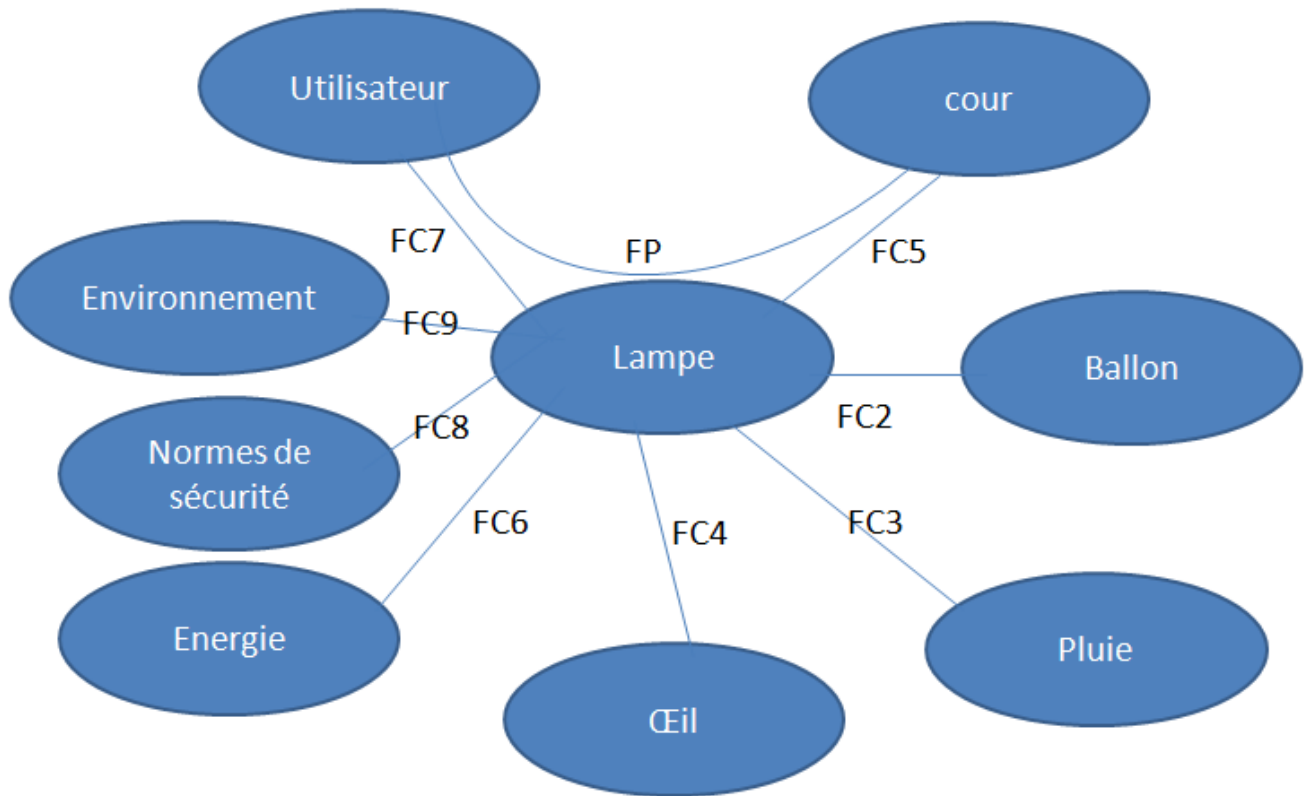 Utilisateur
cour
FC7
FP
FC5
Environnement
FC9
Lampe
Ballon
FC2
FC8
Normes de
sécurité
FC6
FC4
FC3
Energie
Pluie
Œil